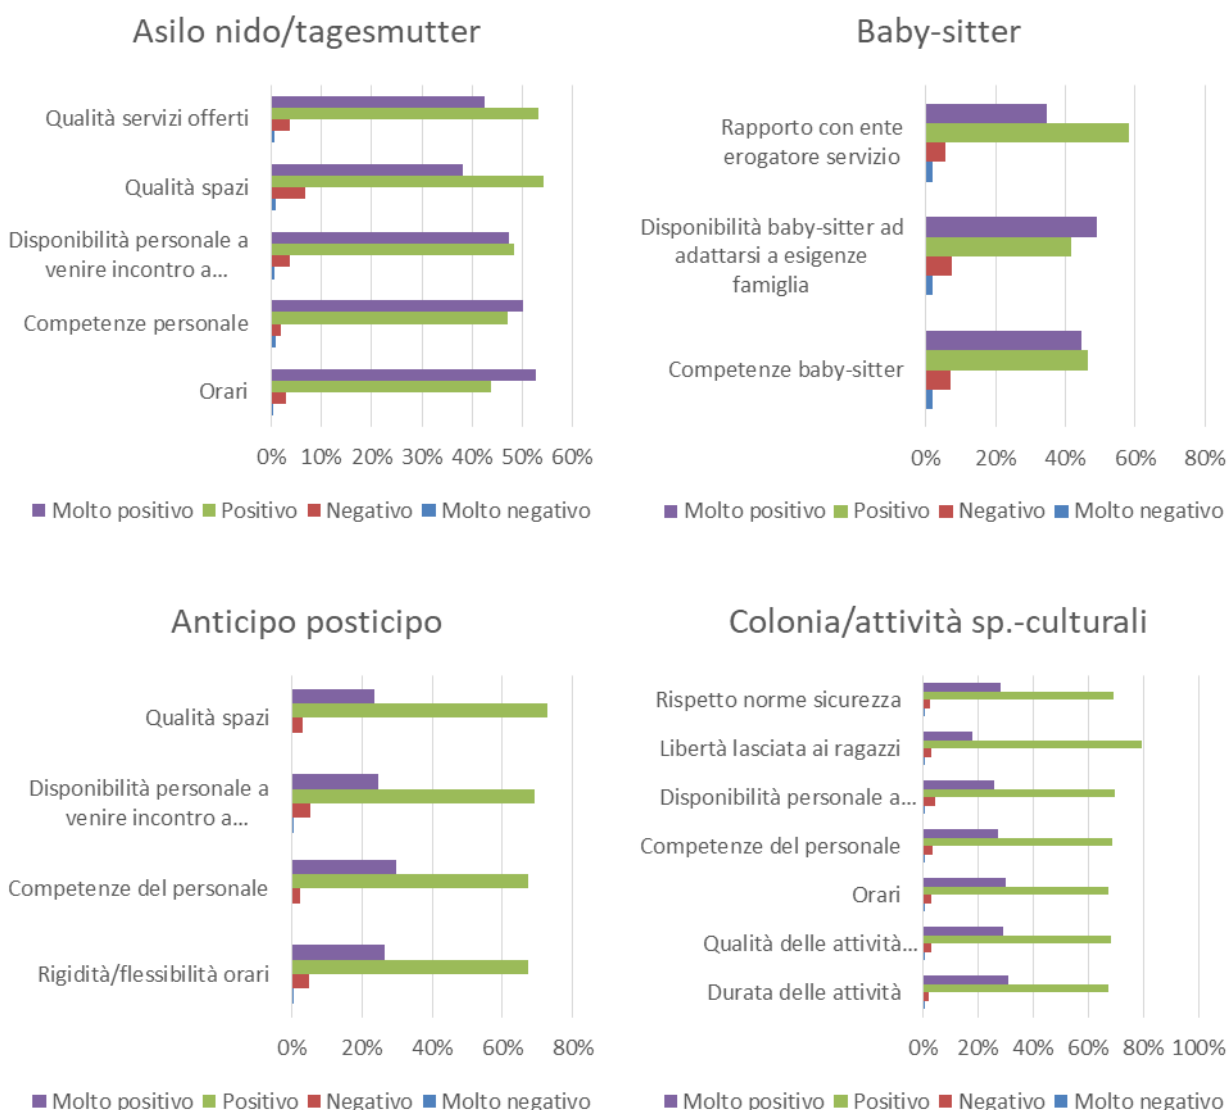 Asilo nido/tagesmutter
Qualità servizi offerti
Qualità spazi
Disponibilità personale a
venire incontro a...
Competenze personale
Orari
0% 10% 20% 30% 40% 50% 60%
Molto positivo Positivo Negativo Molto negativo
Baby-sitter
Rapporto con ente
erogatore servizio
Disponibilità baby-sitter ad
adattarsi a esigenze
famiglia
Competenze baby-sitter
0% 20% 40% 60% 80%
Molto positivo Positivo Negativo Molto negativo
Anticipo posticipo
Qualità spazi
Disponibilità personale a
venire incontro a...
Competenze del personale
Rigidità/flessibilità orari
0% 20% 40% 60% 80%
Molto positivo Positivo Negativo Molto negativo
Colonia/attività sp.-culturali
Rispetto norme sicurezza
Libertà lasciata ai ragazzi
Disponibilità personale a...
Competenze del personale
Orari
Qualità delle attività...
Durata delle attività
0% 20% 40% 60% 80% 100%
Molto positivo Positivo Negativo Molto negativo